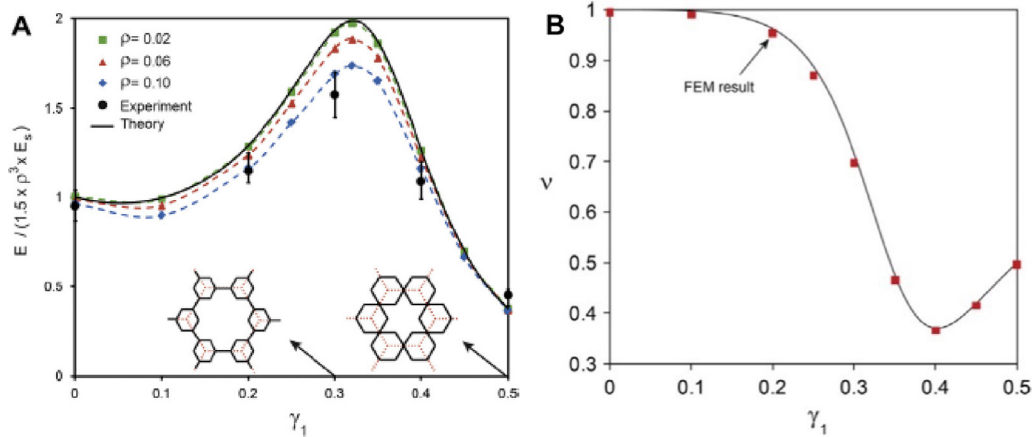 A
ρ= 0.02
ρ= 0.06
ρ= 0.10
Experiment
Theory
E / (1.5 x ρ³ x Eₛ)
2
1.5
1
0.5
0
0
0.1
0.2
0.3
0.4
0.5
γ₁
B
ν
1
0.9
0.8
0.7
0.6
0.5
0.4
0.3
FEM result
0
0.1
0.2
0.3
0.4
0.5
γ₁